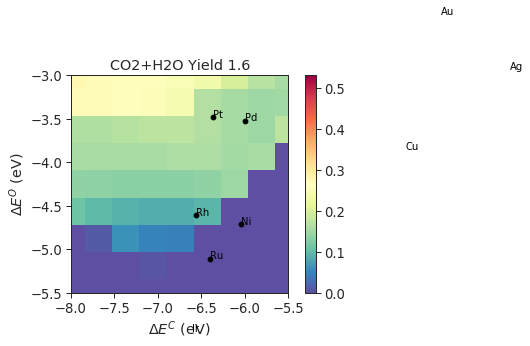 Au
Ag
CO2+H2O Yield 1.6
Cu
Pt
Pd
Rh
Ni
Ru
Ir
ΔE^O (eV)
−3.0
−3.5
−4.0
−4.5
−5.0
−5.5
−8.0 −7.5 −7.0 −6.5 −6.0 −5.5
ΔE^C (eV)
0.5
0.4
0.3
0.2
0.1
0.0